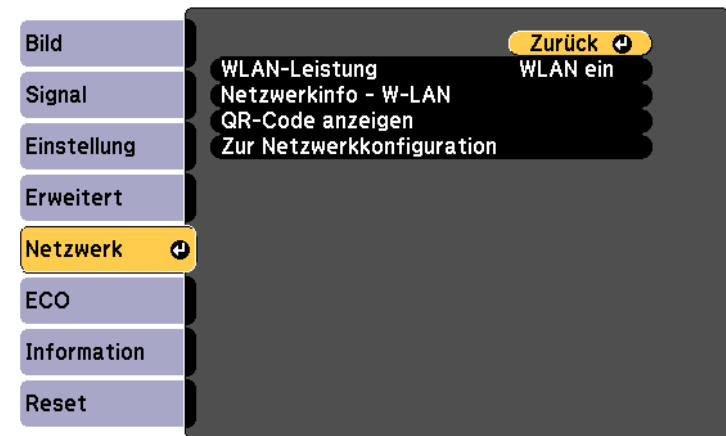 Bild
Signal
Einstellung
Erweitert
Netzwerk
ECO
Information
Reset
Zurück
WLAN-Leistung WLAN ein
Netzwerkinfo - W-LAN
QR-Code anzeigen
Zur Netzwerkkonfiguration